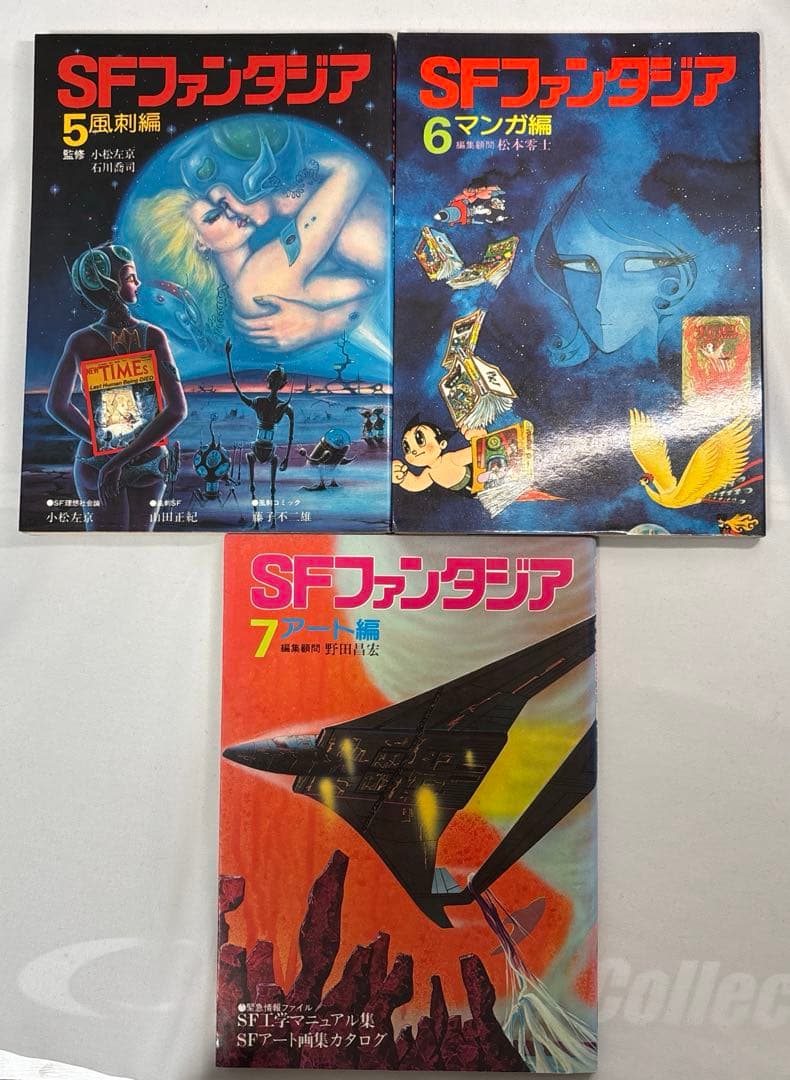 SFファンタジア
5風刺編
監修 小松左京
石川喬司
NEW TIMES
Last Human Being DIED
●SF理想社会論
小松左京
●風刺SF
山田正紀
●風刺コミック
藤子不二雄
SFファンタジア
6マンガ編
編集顧問 松本零士
SFファンタジア
7アート編
編集顧問 野田昌宏
●緊急情報ファイル
SF工学マニュアル集
SFアート画集カタログ
Collec